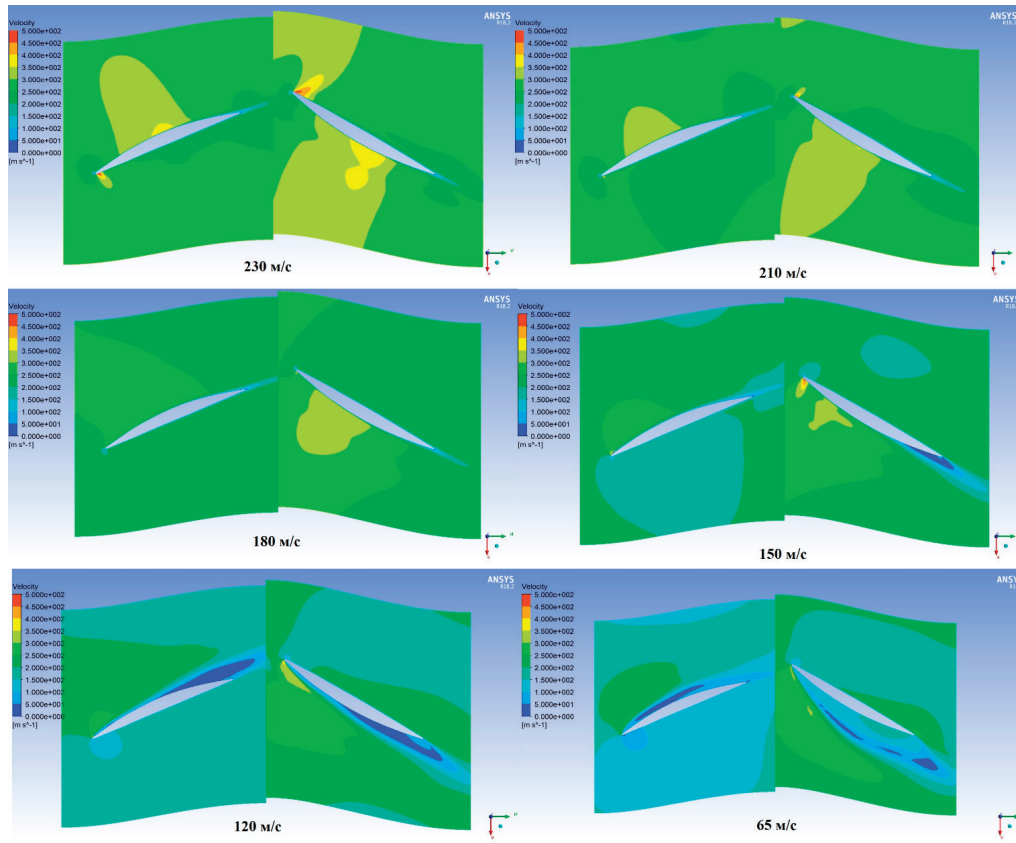 Velocity
5.000e+002
4.500e+002
4.000e+002
3.500e+002
3.000e+002
2.500e+002
2.000e+002
1.500e+002
1.000e+002
5.000e+001
0.000e+000
[m s^-1]
ANSYS
R18.2
230 м/с
Velocity
5.000e+002
4.500e+002
4.000e+002
3.500e+002
3.000e+002
2.500e+002
2.000e+002
1.500e+002
1.000e+002
5.000e+001
0.000e+000
[m s^-1]
ANSYS
210 м/с
Velocity
5.000e+002
4.500e+002
4.000e+002
3.500e+002
3.000e+002
2.500e+002
2.000e+002
1.500e+002
1.000e+002
5.000e+001
0.000e+000
[m s^-1]
ANSYS
R18.2
180 м/с
Velocity
5.000e+002
4.500e+002
4.000e+002
3.500e+002
3.000e+002
2.500e+002
2.000e+002
1.500e+002
1.000e+002
5.000e+001
0.000e+000
[m s^-1]
ANSYS
150 м/с
Velocity
5.000e+002
4.500e+002
4.000e+002
3.500e+002
3.000e+002
2.500e+002
2.000e+002
1.500e+002
1.000e+002
5.000e+001
0.000e+000
[m s^-1]
ANSYS
R18.2
120 м/с
Velocity
5.000e+002
4.500e+002
4.000e+002
3.500e+002
3.000e+002
2.500e+002
2.000e+002
1.500e+002
1.000e+002
5.000e+001
0.000e+000
[m s^-1]
ANSYS
65 м/с